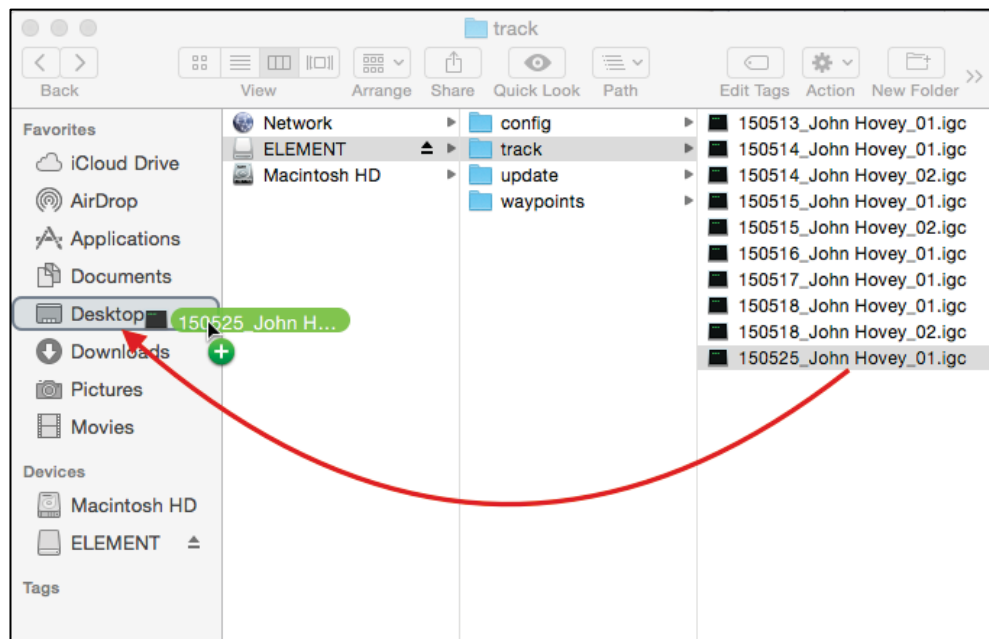 track
Back View Arrange Share Quick Look Path Edit Tags Action New Folder
Favorites
iCloud Drive
AirDrop
Applications
Documents
Desktop
Downloads
Pictures
Movies
Devices
Macintosh HD
ELEMENT
Tags
Network
ELEMENT
Macintosh HD
config
track
update
waypoints
150513_John Hovey_01.igc
150514_John Hovey_01.igc
150514_John Hovey_02.igc
150515_John Hovey_01.igc
150515_John Hovey_02.igc
150516_John Hovey_01.igc
150517_John Hovey_01.igc
150518_John Hovey_01.igc
150518_John Hovey_02.igc
150525_John Hovey_01.igc
150525_John H...